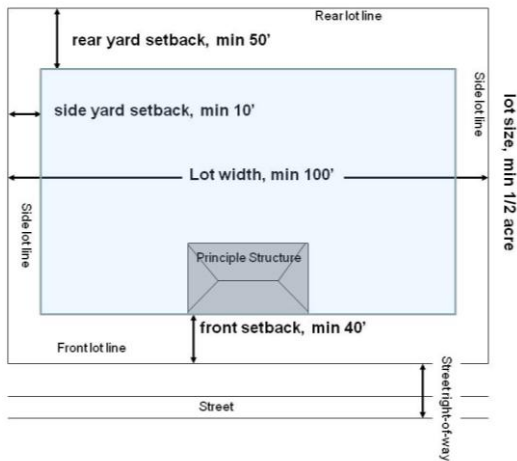 Rear lot line
rear yard setback, min 50’
side yard setback, min 10’
Side lot line
lot size, min 1/2 acre
Lot width, min 100’
Side lot line
Principle Structure
front setback, min 40’
Front lot line
Street right-of-way
Street